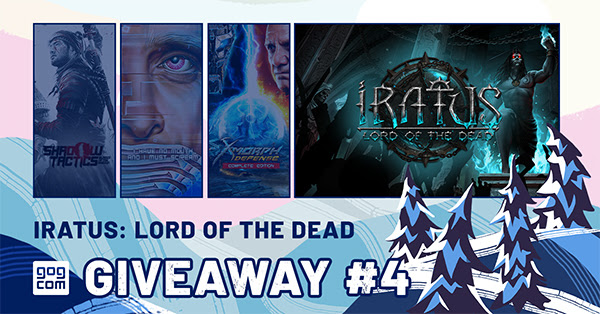 SHADOW
TACTICS
I HAVE NO MOUTH
AND I MUST SCREAM
X-MORPH
DEFENSE
COMPLETE EDITION
IRATUS
LORD OF THE DEAD
IRATUS: LORD OF THE DEAD
gog
com
GIVEAWAY #4